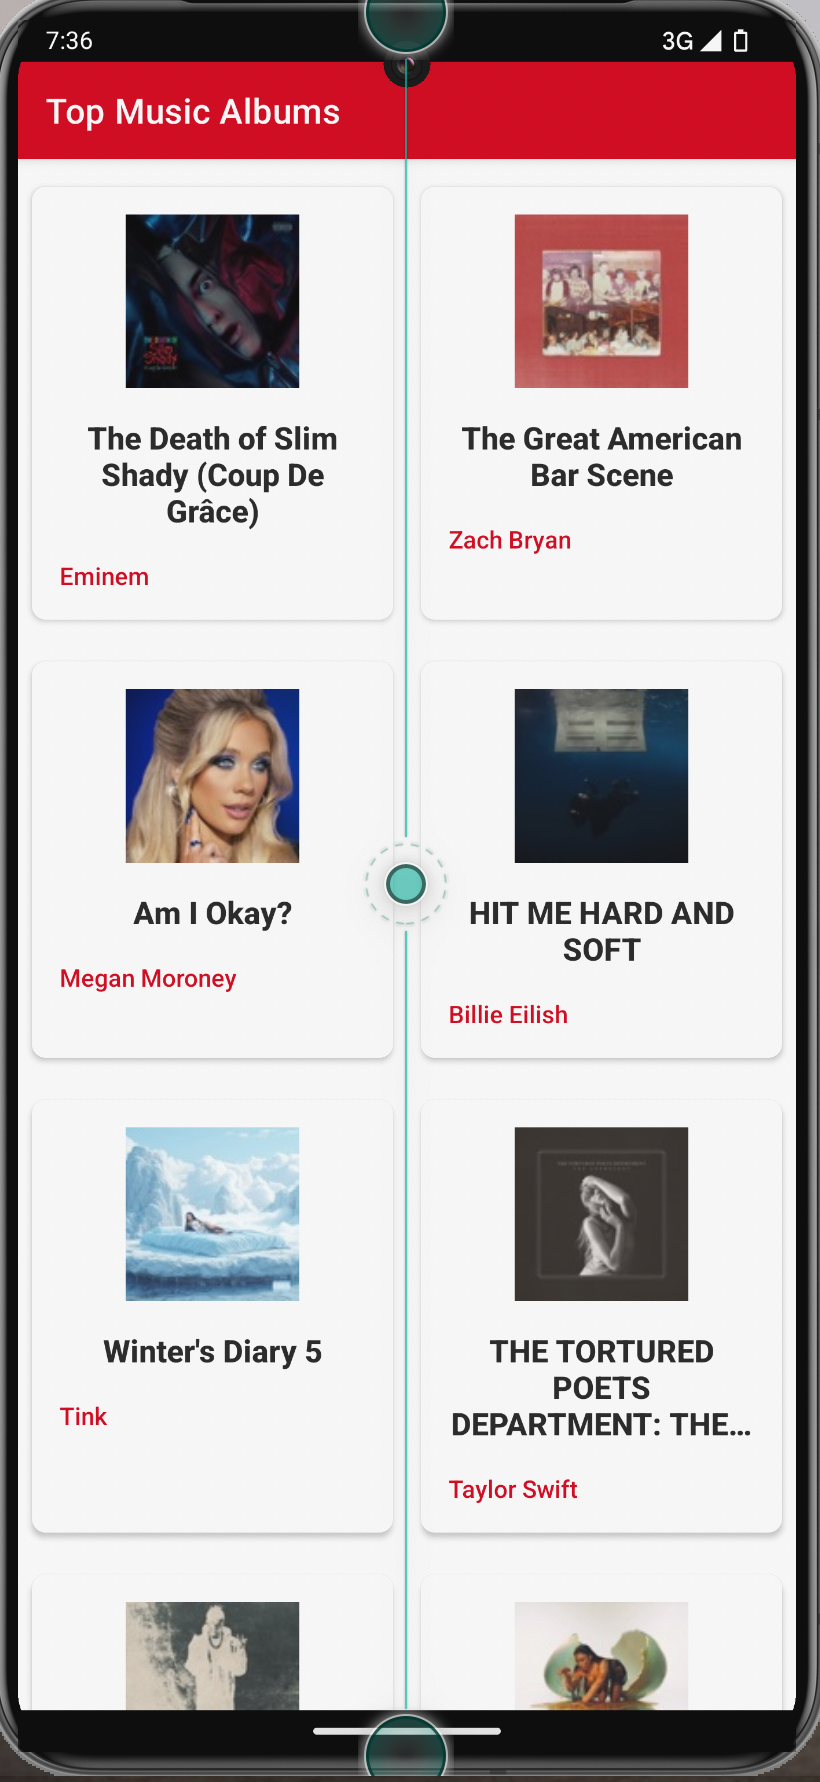 7:36
3G
Top Music Albums
The Death of Slim
Shady (Coup De
Grâce)
Eminem
The Great American
Bar Scene
Zach Bryan
Am I Okay?
Megan Moroney
HIT ME HARD AND
SOFT
Billie Eilish
Winter's Diary 5
Tink
THE TORTURED
POETS
DEPARTMENT: THE...
Taylor Swift